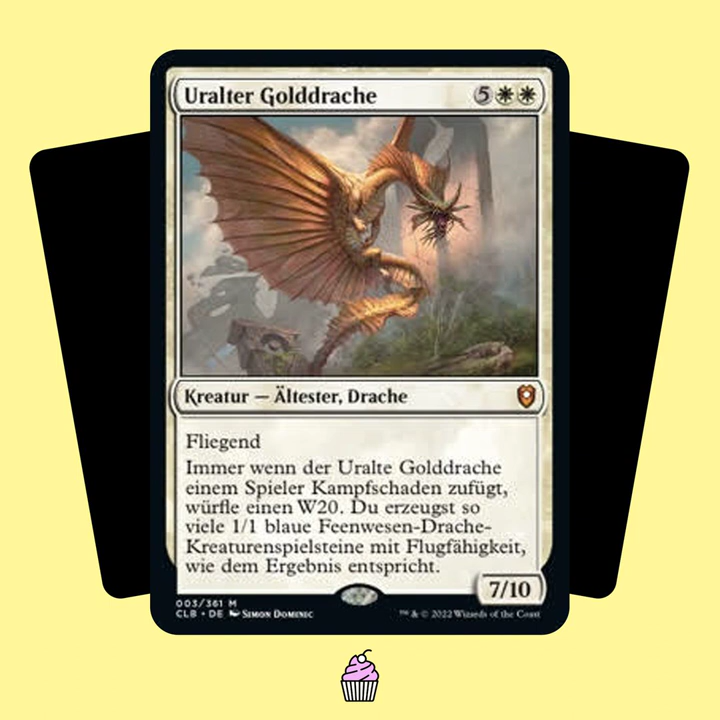 Uralter Golddrache 5
Kreatur — Ältester, Drache
Fliegend
Immer wenn der Uralte Golddrache
einem Spieler Kampfschaden zufügt,
würfle einen W20. Du erzeugst so
viele 1/1 blaue Feenwesen-Drache-
Kreaturenspielsteine mit Flugfähigkeit,
wie dem Ergebnis entspricht.
7/10
003/361 M
CLB • DE Simon Dominic
™ & © 2022 Wizards of the Coast